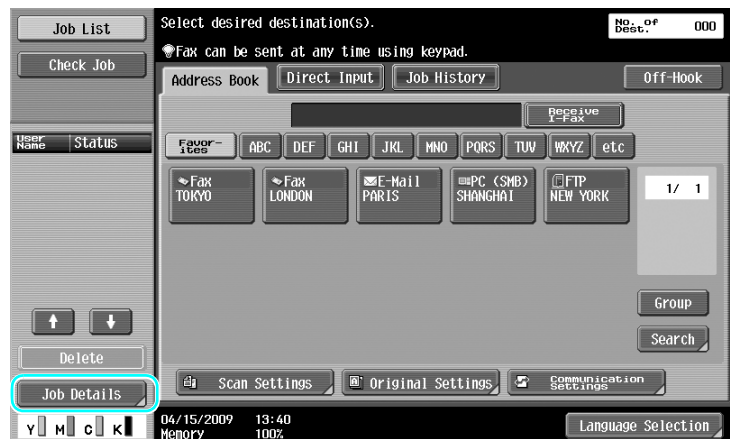 Job List
Check Job
User Name Status
Delete
Job Details
Y M C K
Select desired destination(s).
No. of Dest. 000
Fax can be sent at any time using keypad.
Address Book Direct Input Job History Off-Hook
Receive I-Fax
Favor-ites ABC DEF GHI JKL MNO PQRS TUV WXYZ etc
Fax Fax E-Mail PC (SMB) FTP
TOKYO LONDON PARIS SHANGHAI NEW YORK
1/ 1
Group
Search
Scan Settings Original Settings Communication Settings
04/15/2009 13:40
Memory 100%
Language Selection